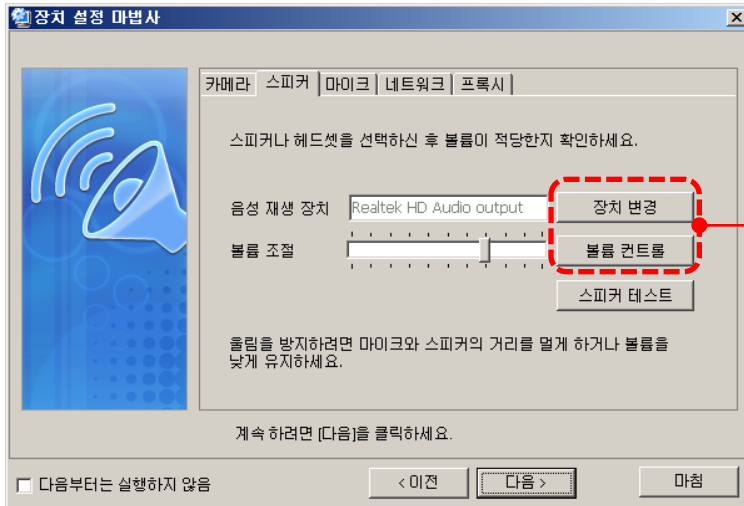 장치 설정 마법사
카메라 스피커 마이크 네트워크 프록시
스피커나 헤드셋을 선택하신 후 볼륨이 적당한지 확인하세요.
음성 재생 장치 Realtek HD Audio output 장치 변경
볼륨 조절 볼륨 컨트롤
스피커 테스트
울림을 방지하려면 마이크와 스피커의 거리를 멀게 하거나 볼륨을
낮게 유지하세요.
계속 하려면 [다음]을 클릭하세요.
다음부터는 실행하지 않음 < 이전 다음 > 마침